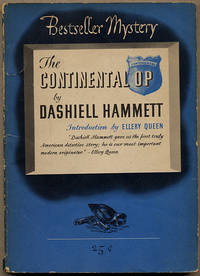 Bestseller Mystery
The
CONTINENTAL OP
by
DASHIELL HAMMETT
Introduction by ELLERY QUEEN
"Dashiell Hammett gave us the first truly
American detective story; he is our most important
modern originator."—Ellery Queen
25¢